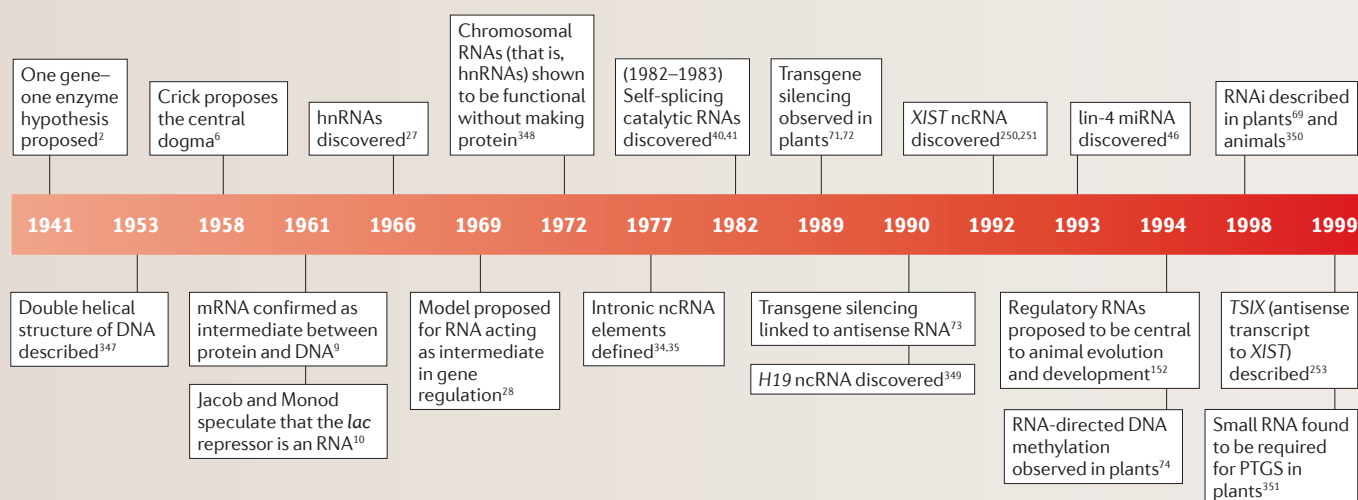 One gene–
one enzyme
hypothesis
proposed2
Crick proposes
the central
dogma6
hnRNAs
discovered27
Chromosomal
RNAs (that is,
hnRNAs) shown
to be functional
without making
protein348
(1982–1983)
Self-splicing
catalytic RNAs
discovered40,41
Transgene
silencing
observed in
plants71,72
XIST ncRNA
discovered250,251
lin-4 miRNA
discovered46
RNAi described
in plants69 and
animals350
1941 1953 1958 1961 1966 1969 1972 1977 1982 1989 1990 1992 1993 1994 1998 1999
Double helical
structure of DNA
described347
mRNA confirmed as
intermediate between
protein and DNA9
Jacob and Monod
speculate that the lac
repressor is an RNA10
Model proposed
for RNA acting
as intermediate
in gene
regulation28
Intronic ncRNA
elements
defined34,35
Transgene silencing
linked to antisense RNA73
H19 ncRNA discovered349
Regulatory RNAs
proposed to be central
to animal evolution
and development152
RNA-directed DNA
methylation
observed in plants74
TSIX (antisense
transcript
to XIST)
described253
Small RNA found
to be required
for PTGS in
plants351